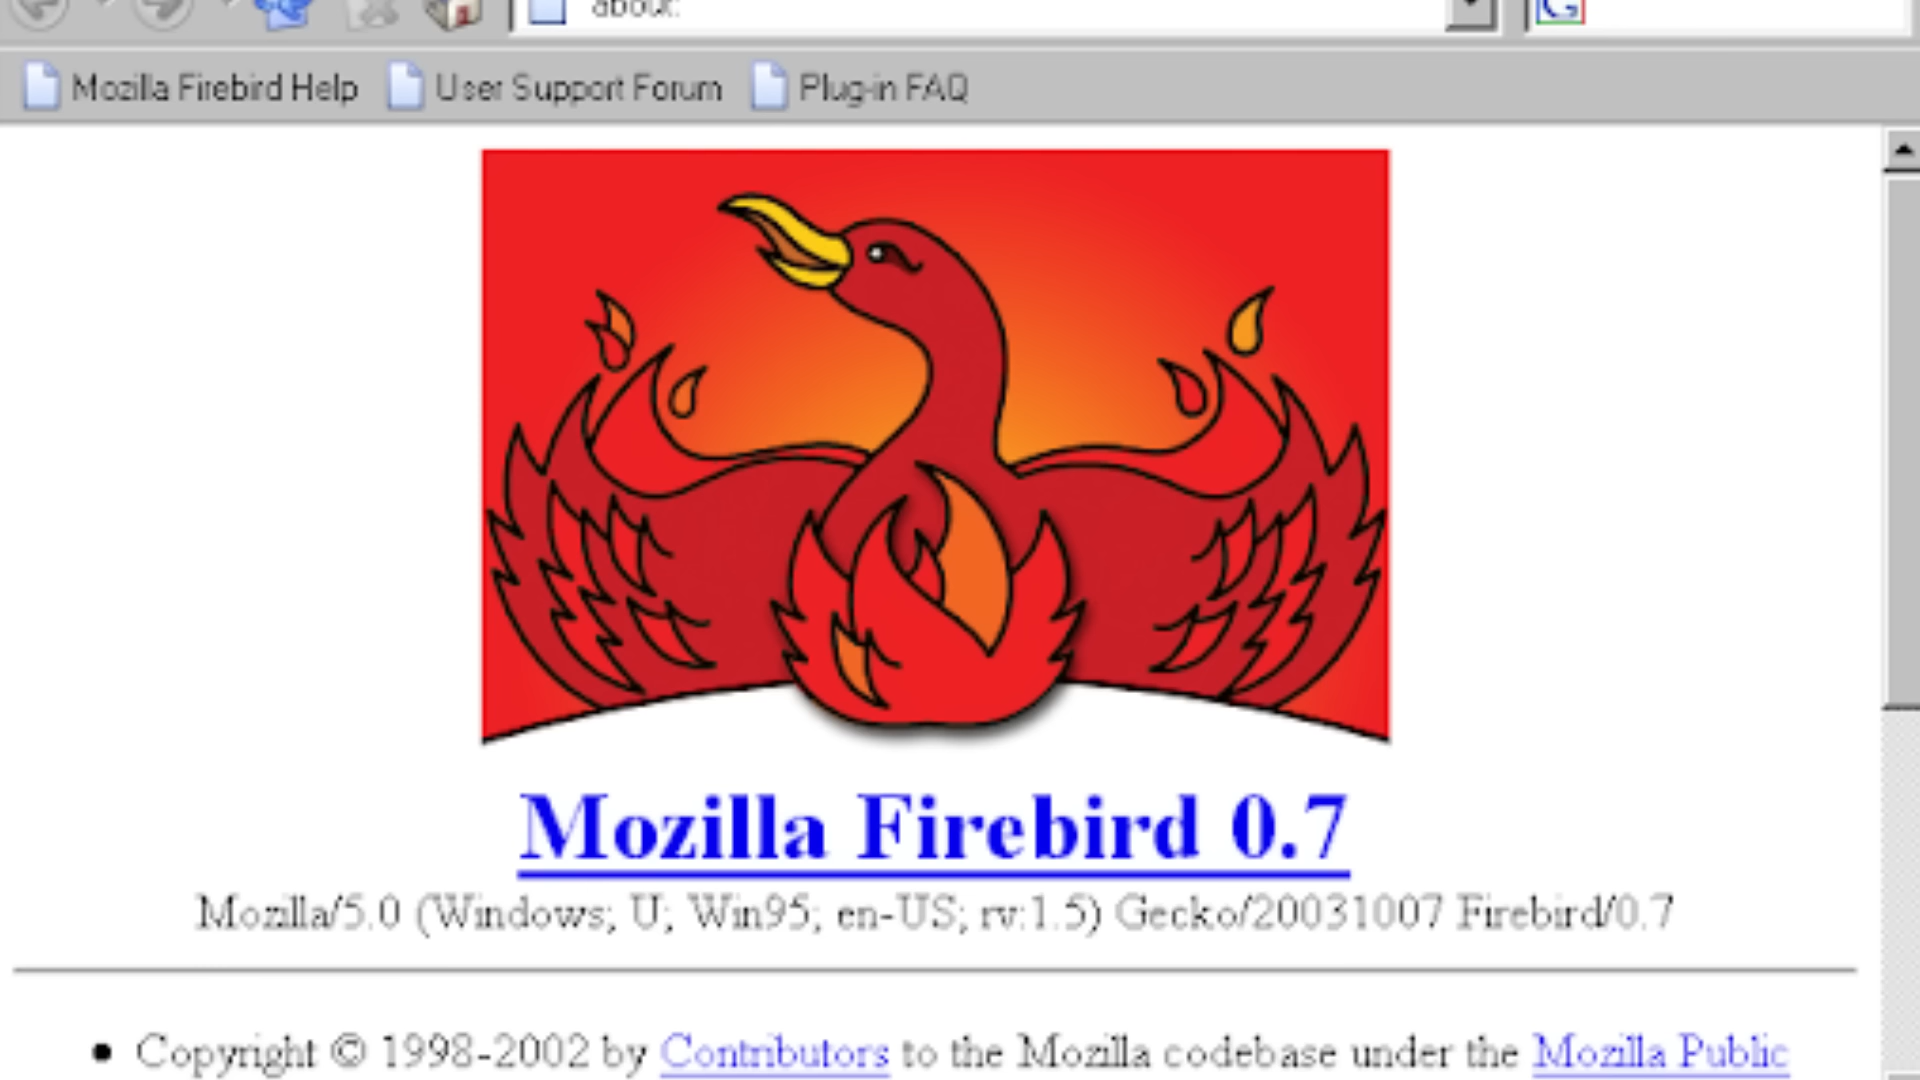 about:
Mozilla Firebird Help User Support Forum Plug-in FAQ
Mozilla Firebird 0.7
Mozilla/5.0 (Windows; U; Win95; en-US; rv:1.5) Gecko/20031007 Firebird/0.7
• Copyright © 1998-2002 by Contributors to the Mozilla codebase under the Mozilla Public